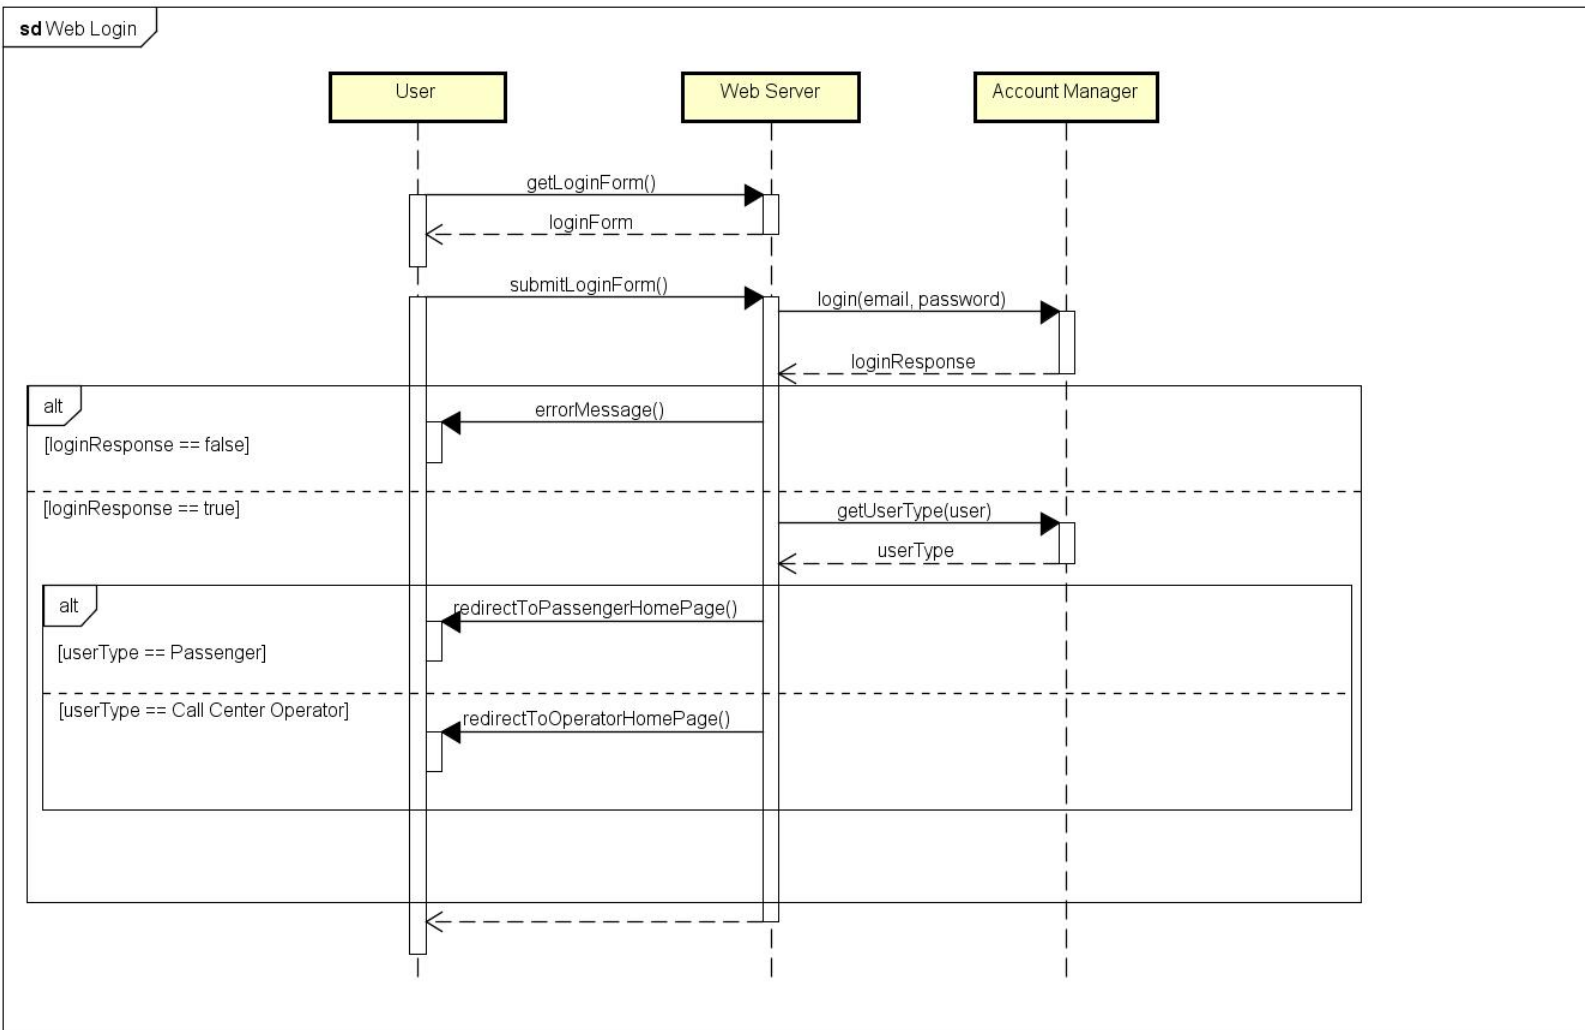 sd Web Login
User
Web Server
Account Manager
getLoginForm()
loginForm
submitLoginForm()
login(email, password)
loginResponse
alt
errorMessage()
[loginResponse == false]
[loginResponse == true]
getUserType(user)
userType
alt
redirectToPassengerHomePage()
[userType == Passenger]
[userType == Call Center Operator]
redirectToOperatorHomePage()